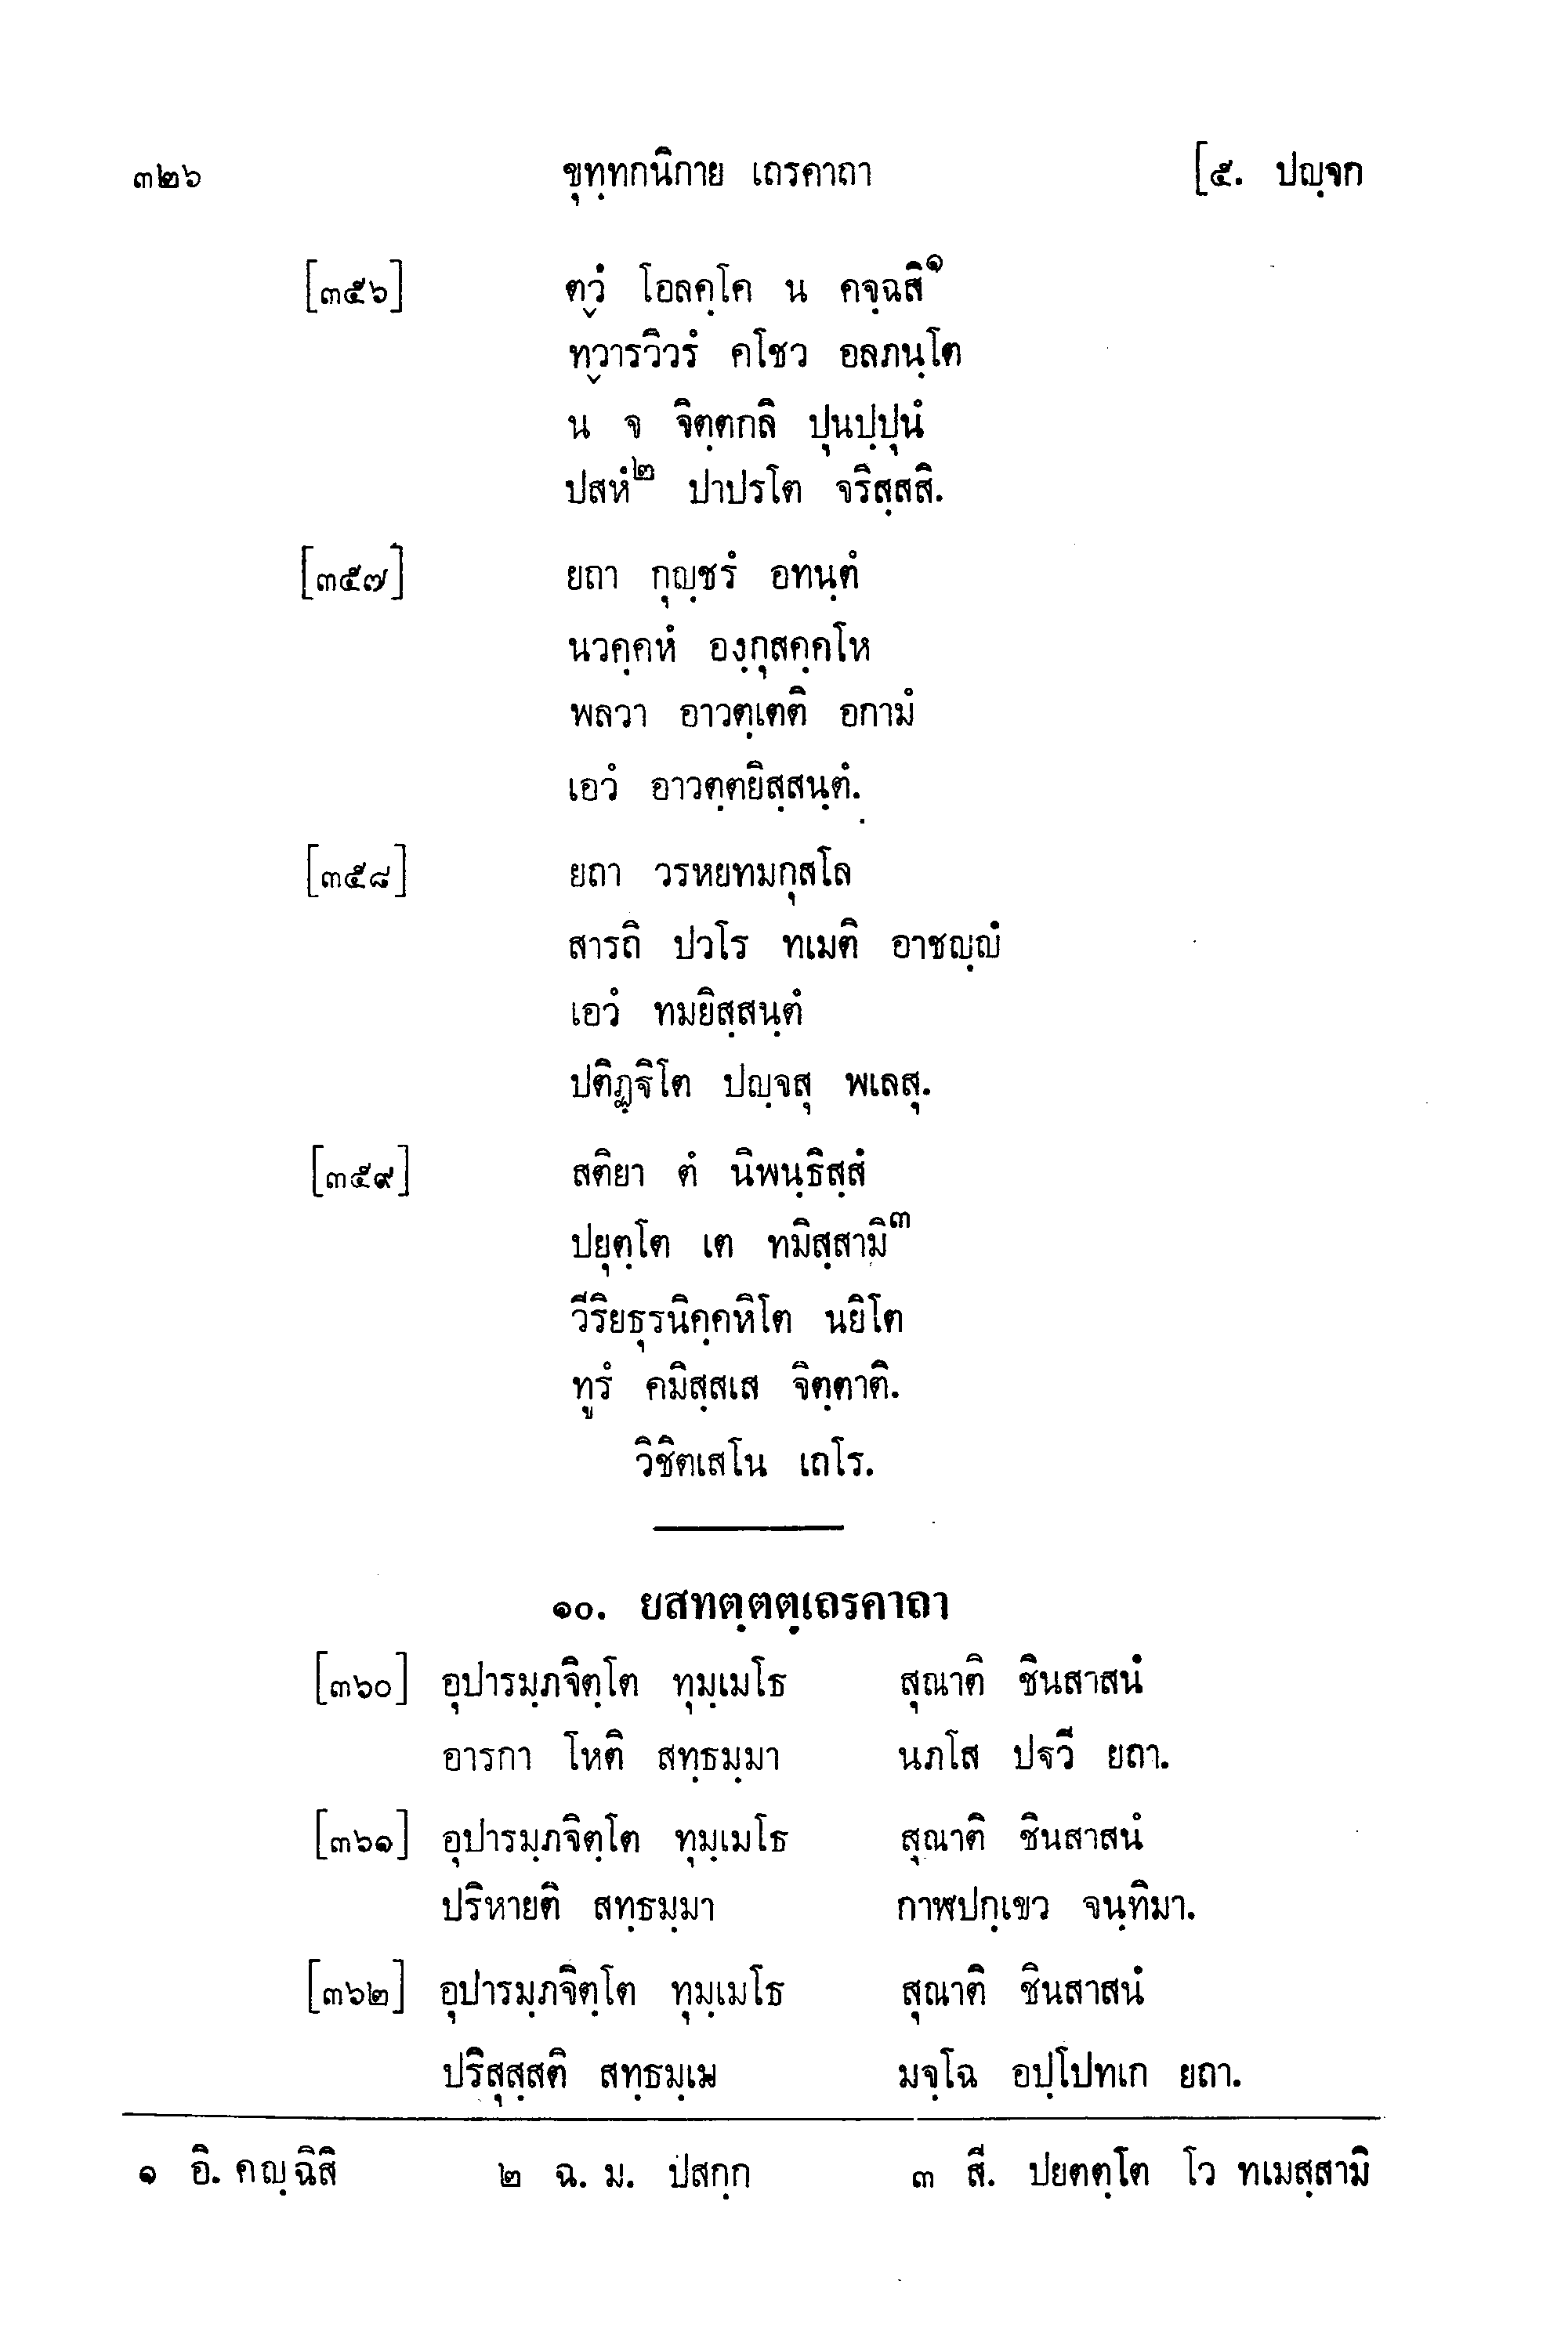 ๓๒๖ ขุทฺทกนิกาย เถรคาถา [๕. ปญฺจก
[๓๕๖] ตฺวํ โอลคฺโค น คจฺฉสิ๑
ทฺวารวิวรํ คโชว อลภนฺโต
น จ จิตฺตกลิ ปุนปฺปุนํ
ปสหํ๒ ปาปรโต จริสฺสสิ.
[๓๕๗] ยถา กุญฺชรํ อทนฺตํ
นวคฺคหํ องฺกุสคฺคโห
พลวา อาวตฺเตติ อกามํ
เอวํ อาวตฺตยิสฺสนฺตํ.
[๓๕๘] ยถา วรหยทมกุสโล
สารถิ ปวโร ทเมติ อาชญฺญํ
เอวํ ทมยิสฺสนฺตํ
ปติฏฺฐิโต ปญฺจสุ พเลสุ.
[๓๕๙] สติยา ตํ นิพนฺธิสฺสํ
ปยุตฺโต เต ทมิสฺสามิ๓
วีริยธุรนิคฺคหิโต นยิโต
ทูรํ คมิสฺสเส จิตฺตาติ.
วิชิตเสโน เถโร.
๑๐. ยสทตฺตตฺเถรคาถา
[๓๖๐] อุปารมฺภจิตฺโต ทุมฺเมโธ สุณาติ ชินสาสนํ
อารกา โหติ สทฺธมฺมา นภโส ปฐวี ยถา.
[๓๖๑] อุปารมฺภจิตฺโต ทุมฺเมโธ สุณาติ ชินสาสนํ
ปริหายติ สทฺธมฺมา กาฬปกฺเขว จนฺทิมา.
[๓๖๒] อุปารมฺภจิตฺโต ทุมฺเมโธ สุณาติ ชินสาสนํ
ปริสุสฺสติ สทฺธมฺเม มจฺโฉ อปฺโปทเก ยถา.
๑ อิ. คญฺฉิสิ ๒ ฉ. ม. ปสกฺก ๓ สี. ปยตตฺโต โว ทเมสฺสามิ